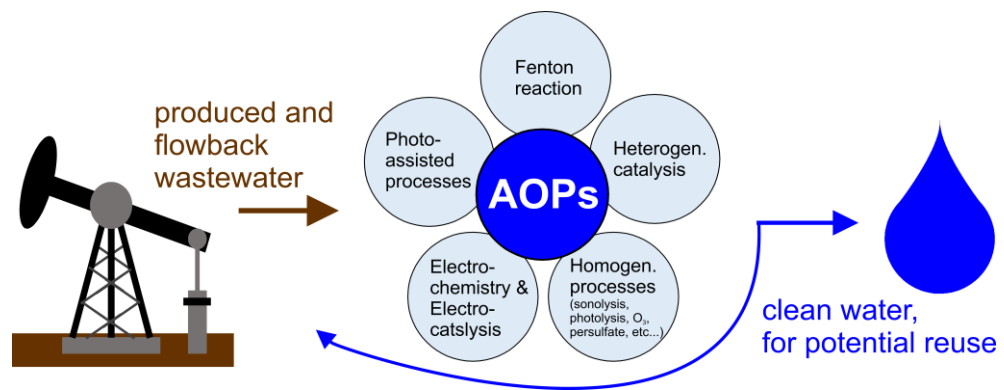 produced and
flowback
wastewater
Fenton
reaction
Photo-
assisted
processes
AOPs
Heterogen.
catalysis
Electro-
chemistry &
Electro-
catslysis
Homogen.
processes
(sonolysis,
photolysis, O₃,
persulfate, etc...)
clean water,
for potential reuse